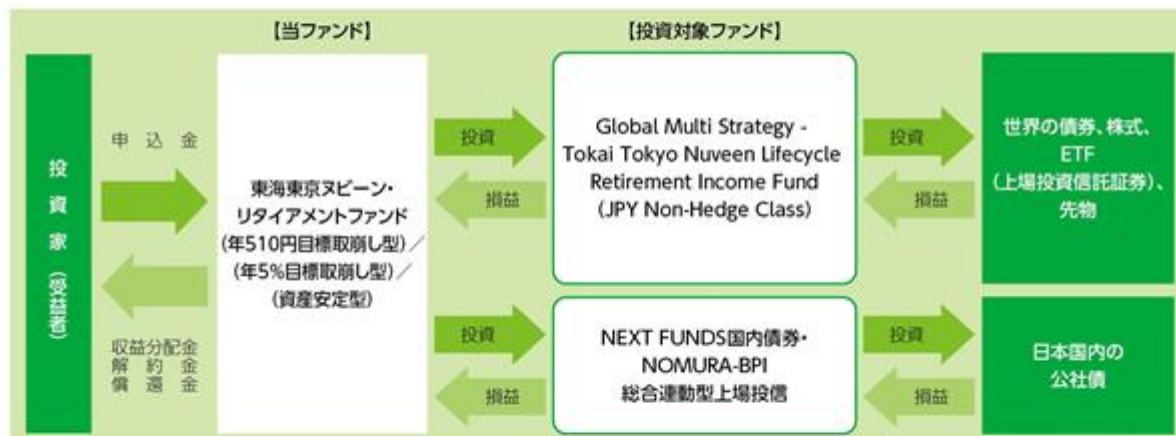 【当ファンド】
【投資対象ファンド】
投資家（受益者）
申込金
収益分配金
解約金
償還金
東海東京ヌビーン・
リタイアメントファンド
（年510円目標取崩し型）／
（年5%目標取崩し型）／
（資産安定型）
投資
損益
Global Multi Strategy -
Tokai Tokyo Nuveen Lifecycle
Retirement Income Fund
(JPY Non-Hedge Class)
投資
損益
世界の債券、株式、
ETF
（上場投資信託証券）、
先物
投資
損益
NEXT FUNDS国内債券・
NOMURA-BPI
総合連動型上場投信
投資
損益
日本国内の
公社債